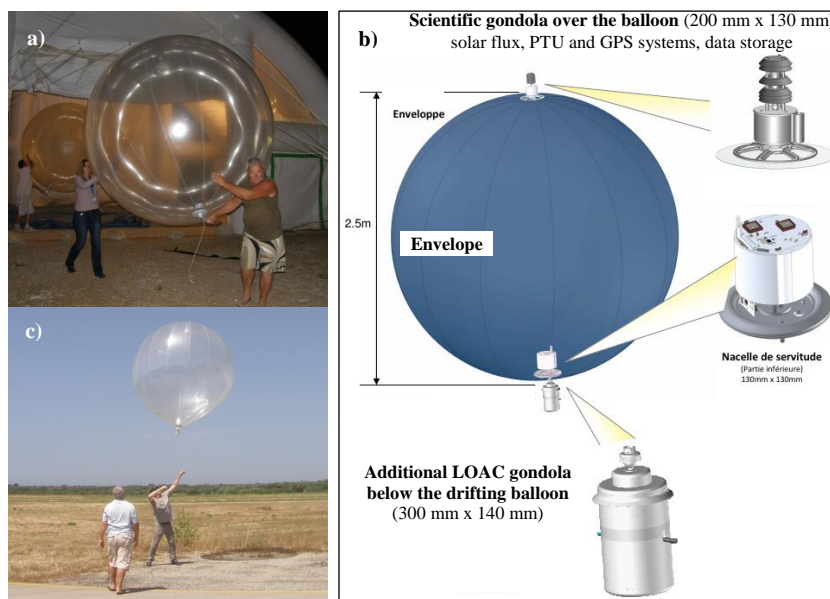 a)
c)
b)
Scientific gondola over the balloon (200 mm x 130 mm
solar flux, PTU and GPS systems, data storage
Enveloppe
2.5m
Envelope
Nacelle de servitude
(Partie inférieure)
130mm x 130mm
Additional LOAC gondola
below the drifting balloon
(300 mm x 140 mm)